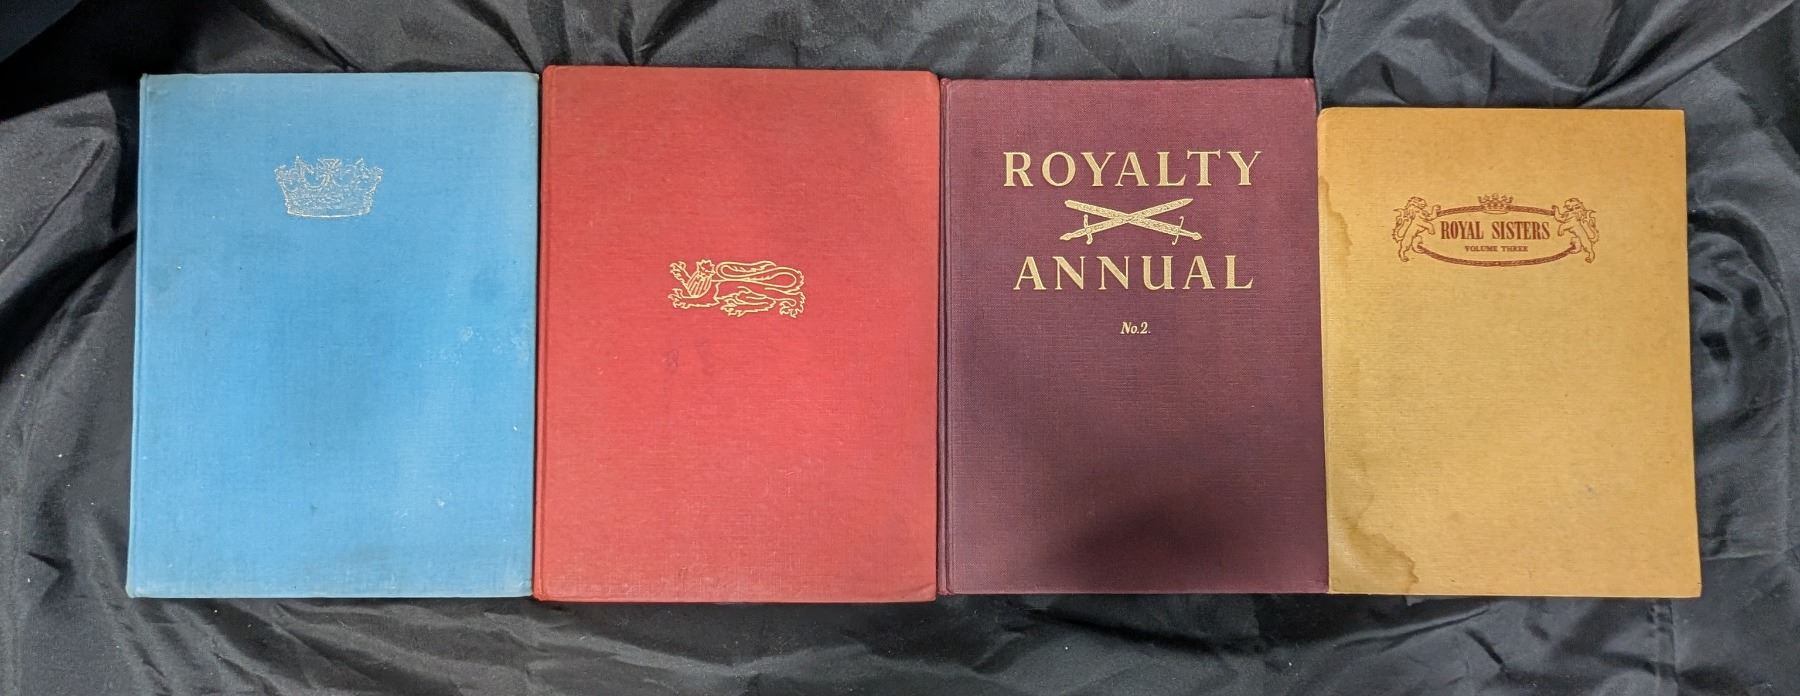 ROYALTY
ANNUAL
No.2.
ROYAL SISTERS
VOLUME THREE